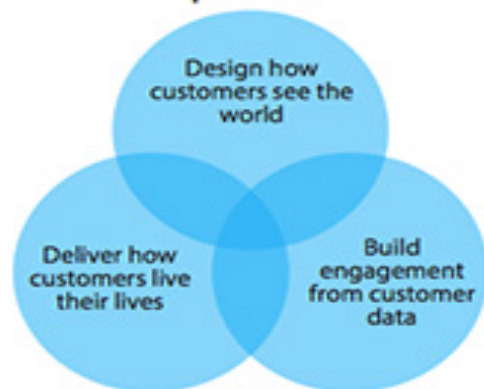 Design how
customers see the
world
Deliver how
customers live
their lives
Build
engagement
from customer
data